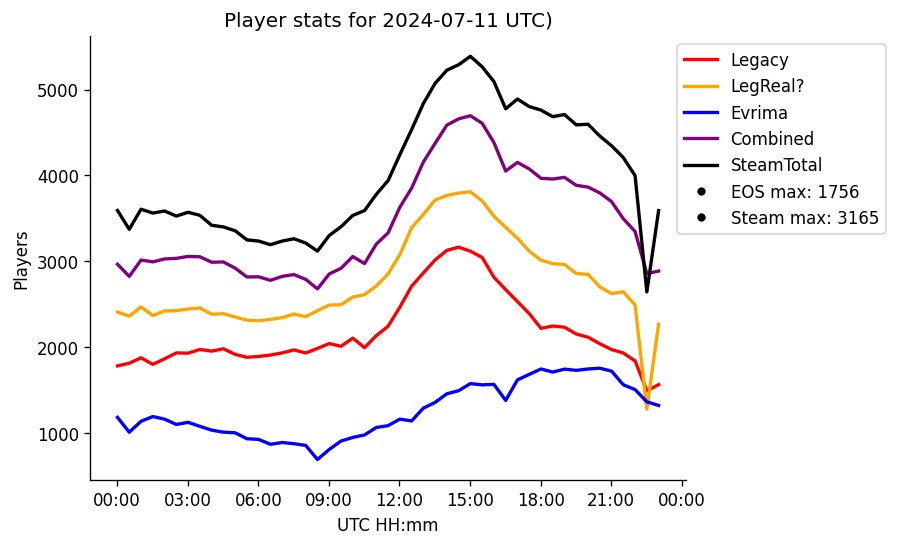 Player stats for 2024-07-11 UTC)
Legacy
LegReal?
Evrima
Combined
SteamTotal
EOS max: 1756
Steam max: 3165
Players
5000
4000
3000
2000
1000
00:00 03:00 06:00 09:00 12:00 15:00 18:00 21:00 00:00
UTC HH:mm